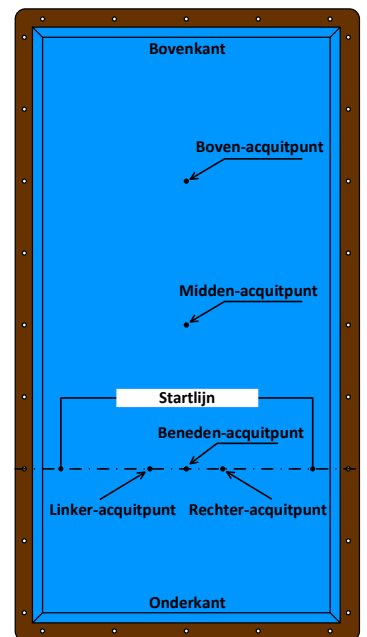 Bovenkant
Boven-acquitpunt
Midden-acquitpunt
Startlijn
Beneden-acquitpunt
Linker-acquitpunt
Rechter-acquitpunt
Onderkant